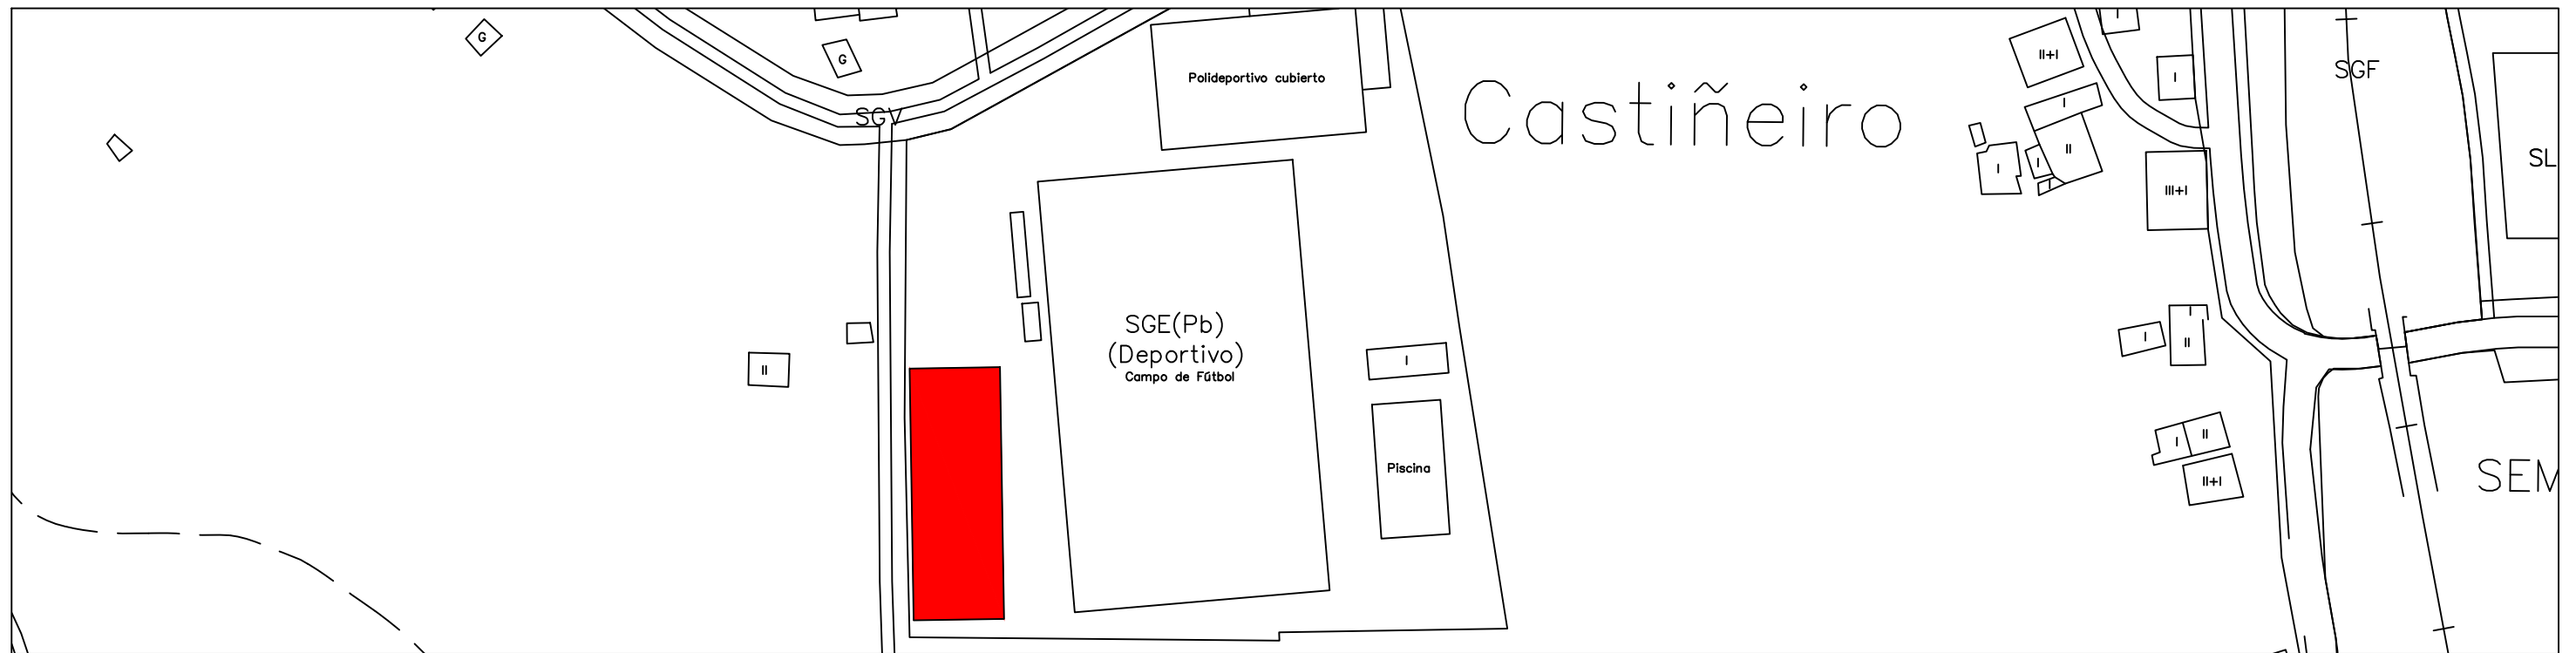 G
G
I
II+I
I
SGF
Polideportivo cubierto
Castiñeiro
I
SGV
II
I
I
I
SL
III+I
SGE(Pb)
(Deportivo)
Campo de Fútbol
I
I
II
I
II
I
II
Piscina
II+I
SEM